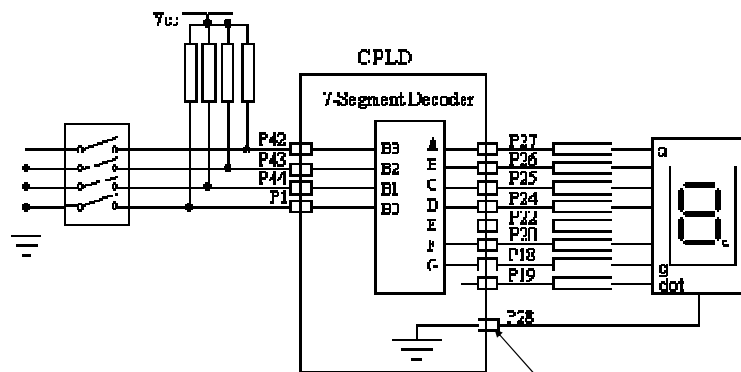 Vcc
CPLD
7-Segment Decoder
P42 B3 A P27 a
P43 B2 E P26
P44 B1 C P25
P1 B0 D P24
E P22
F P20
G P18 g
P19 dot
P28